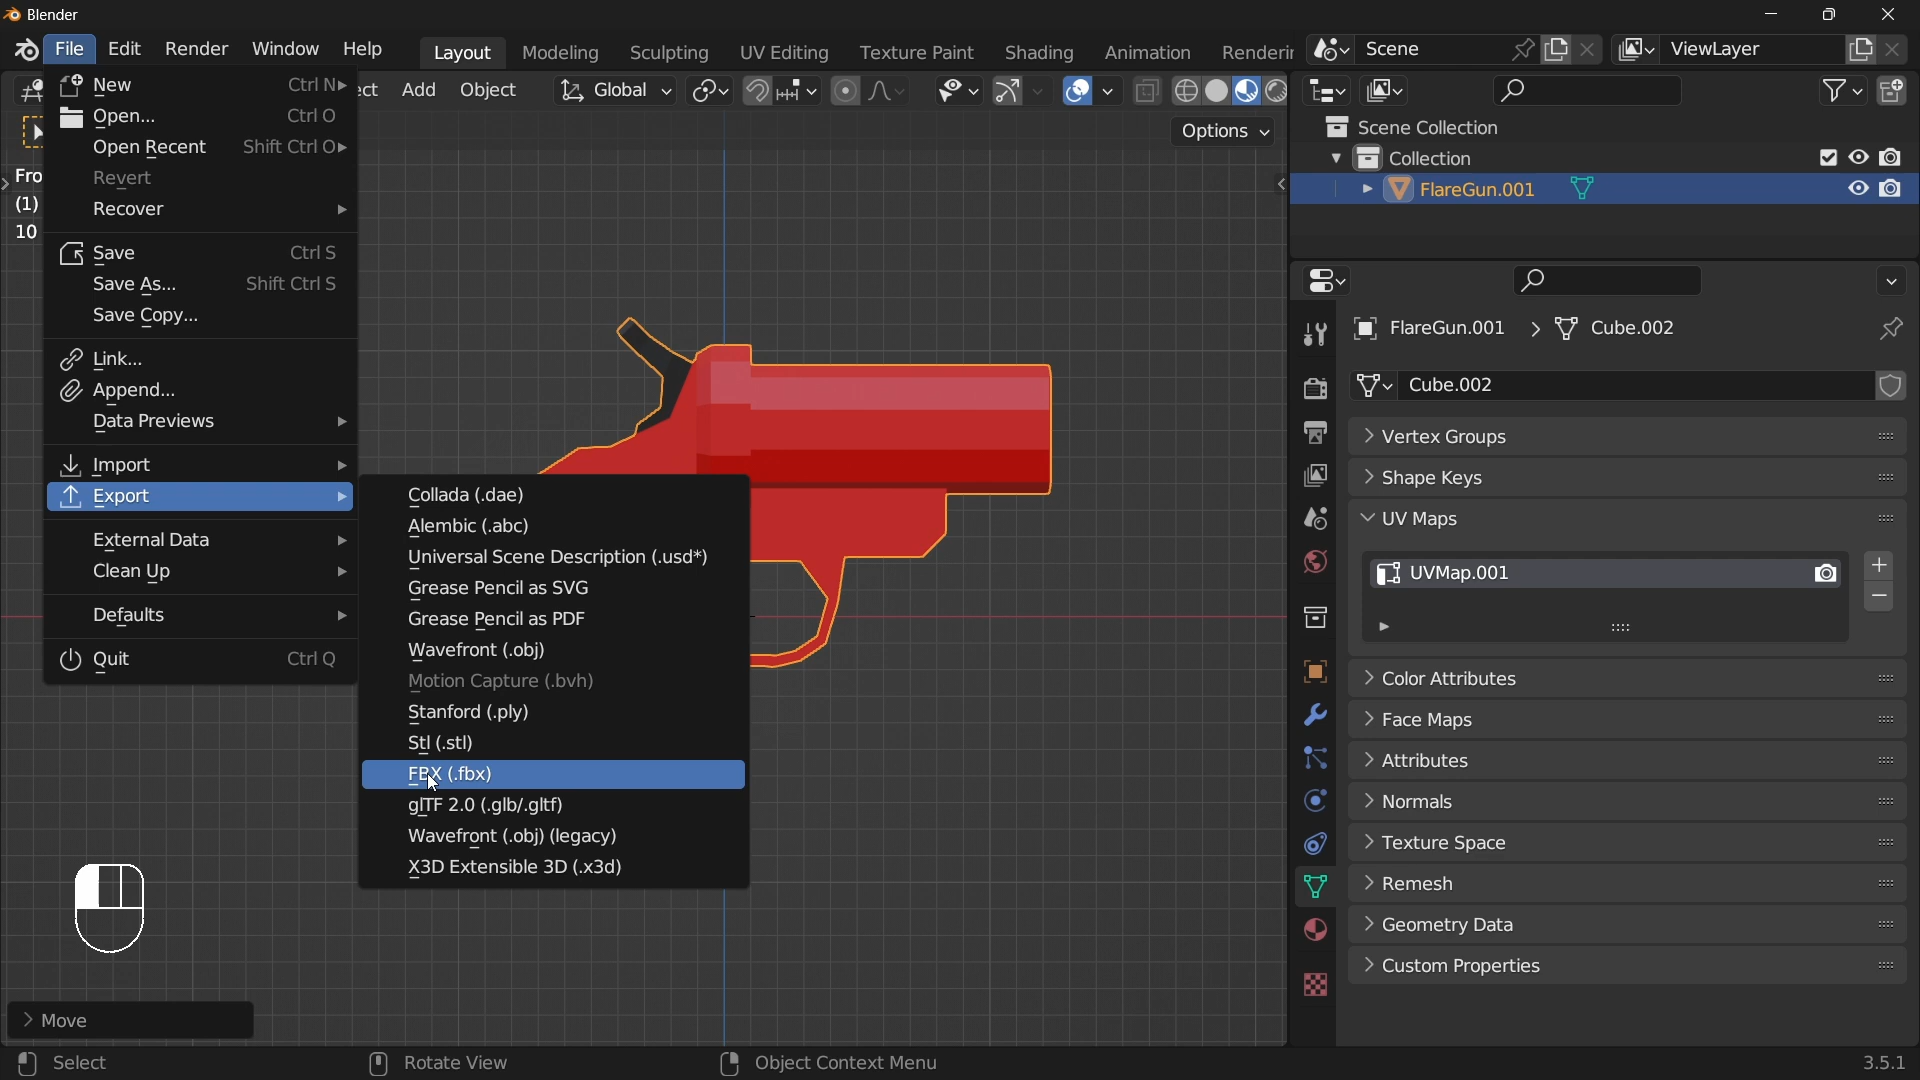 Blender
File Edit Render Window Help
Layout Modeling Sculpting UV Editing Texture Paint Shading Animation Renderin
Scene
ViewLayer
ect Add Object
Global
Options
Fro
(1)
10
New Ctrl N
Open... Ctrl O
Open Recent Shift Ctrl O
Revert
Recover
Save Ctrl S
Save As... Shift Ctrl S
Save Copy...
Link...
Append...
Data Previews
Import
Export
External Data
Clean Up
Defaults
Quit Ctrl Q
Collada (.dae)
Alembic (.abc)
Universal Scene Description (.usd*)
Grease Pencil as SVG
Grease Pencil as PDF
Wavefront (.obj)
Motion Capture (.bvh)
Stanford (.ply)
Stl (.stl)
FBX (.fbx)
glTF 2.0 (.glb/.gltf)
Wavefront (.obj) (legacy)
X3D Extensible 3D (.x3d)
Scene Collection
Collection
FlareGun.001
FlareGun.001 Cube.002
Cube.002
Vertex Groups
Shape Keys
UV Maps
UVMap.001
Color Attributes
Face Maps
Attributes
Normals
Texture Space
Remesh
Geometry Data
Custom Properties
Move
Select Rotate View Object Context Menu 3.5.1